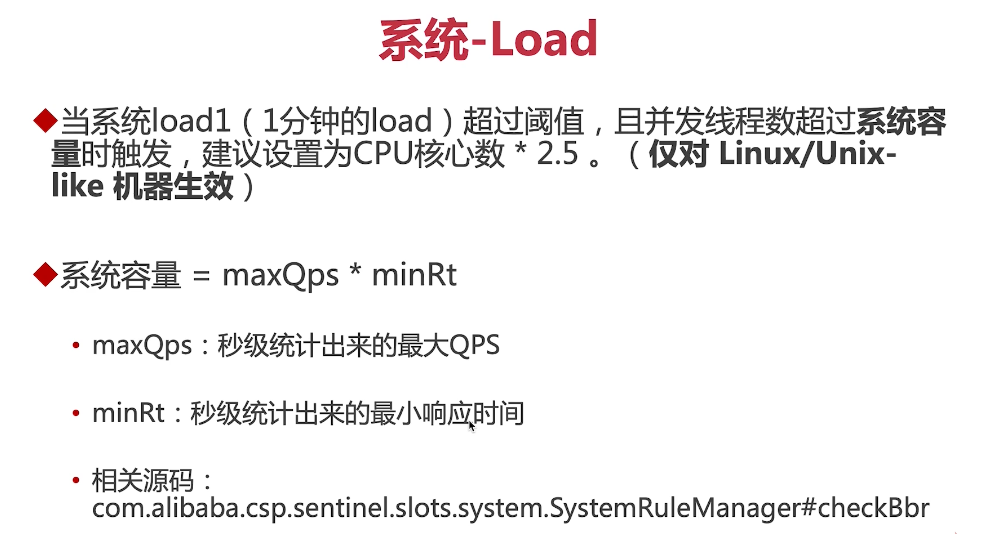 系统-Load
◆当系统load1（1分钟的load）超过阈值，且并发线程数超过系统容
量时触发，建议设置为CPU核心数 * 2.5 。（仅对 Linux/Unix-
like 机器生效）
◆系统容量 = maxQps * minRt
• maxQps：秒级统计出来的最大QPS
• minRt：秒级统计出来的最小响应时间
• 相关源码：
com.alibaba.csp.sentinel.slots.system.SystemRuleManager#checkBbr